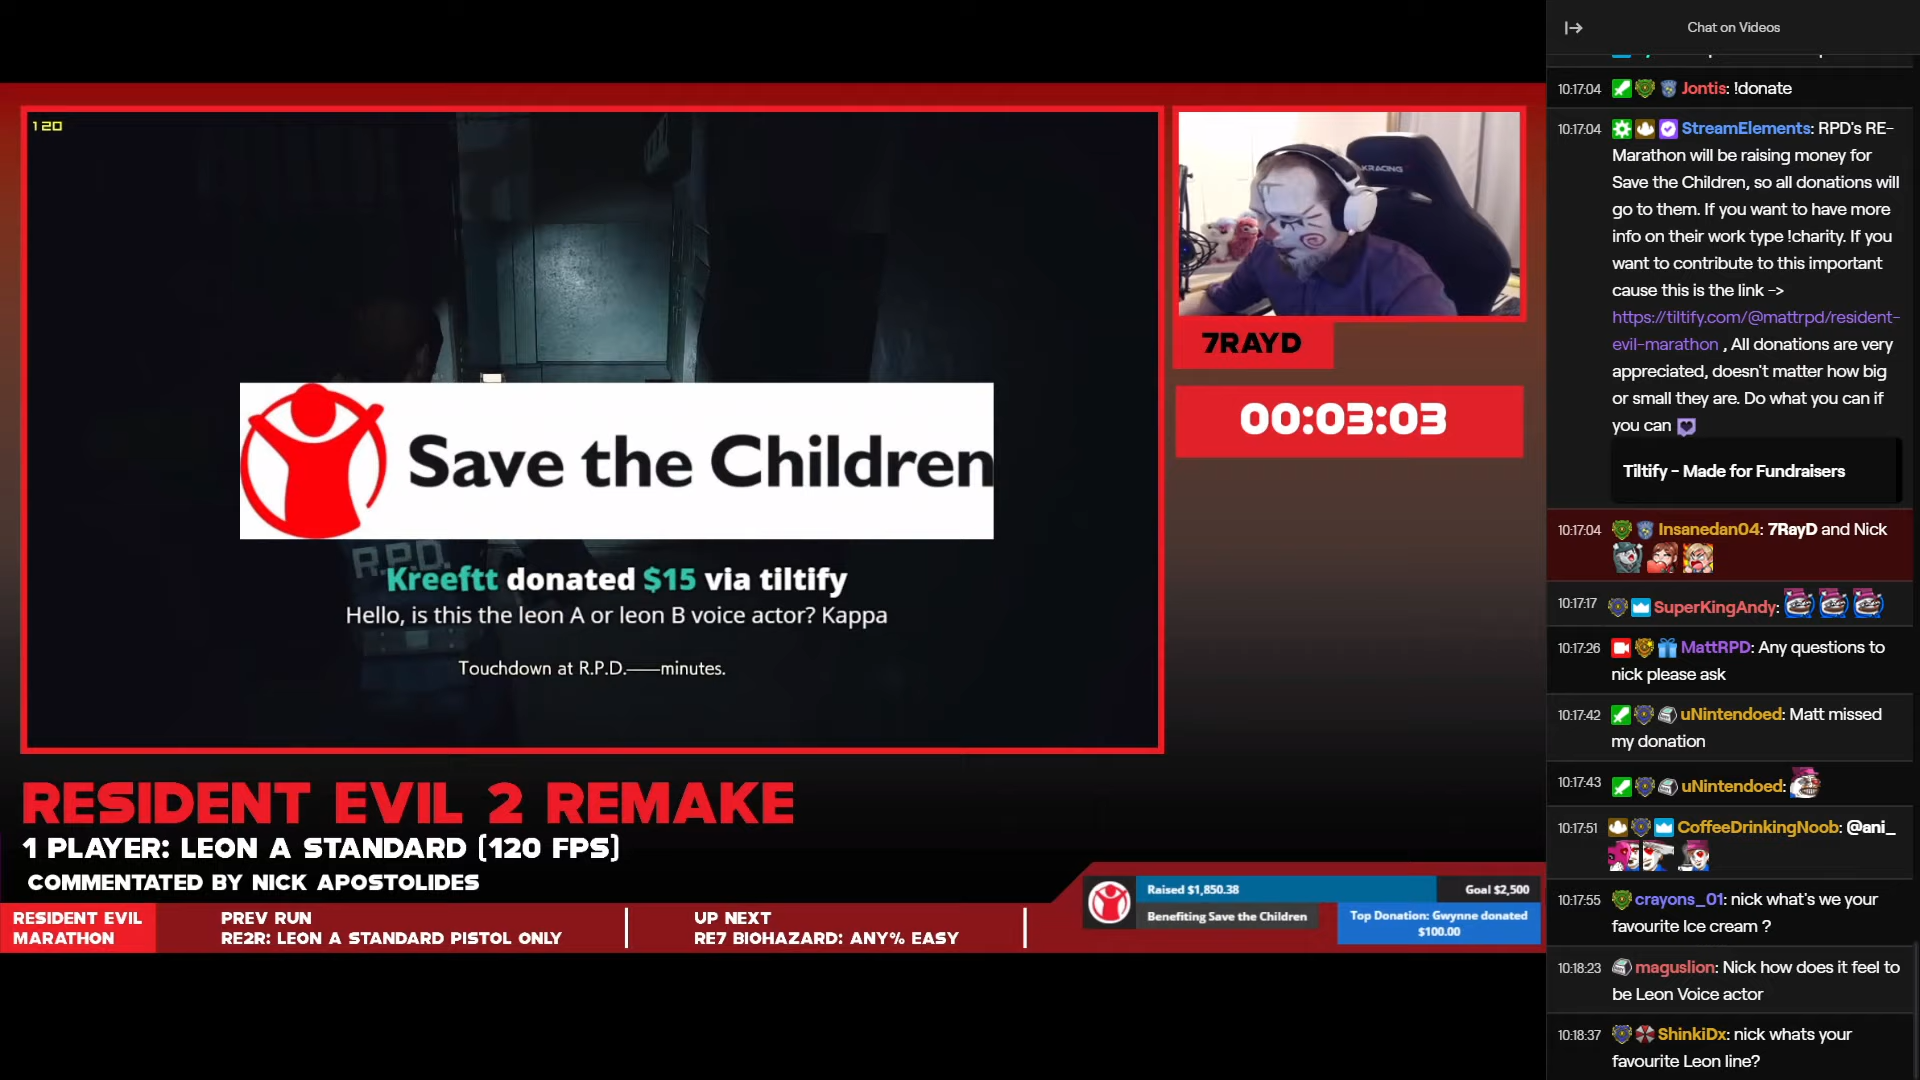 120
R.P.D.
Save the Children
Kreeftt donated $15 via tiltify
Hello, is this the leon A or leon B voice actor? Kappa
Touchdown at R.P.D.——minutes.
KRACING
7RAYD
00:03:03
RESIDENT EVIL 2 REMAKE
1 PLAYER: LEON A STANDARD (120 FPS)
COMMENTATED BY NICK APOSTOLIDES
RESIDENT EVIL
MARATHON
PREV RUN
RE2R: LEON A STANDARD PISTOL ONLY
UP NEXT
RE7 BIOHAZARD: ANY% EASY
Raised $1,850.38
Goal $2,500
Benefiting Save the Children
Top Donation: Gwynne donated
$100.00
Chat on Videos
10:17:04 Jontis: !donate
10:17:04 StreamElements: RPD's RE-
Marathon will be raising money for
Save the Children, so all donations will
go to them. If you want to have more
info on their work type !charity. If you
want to contribute to this important
cause this is the link ->
https://tiltify.com/@mattrpd/resident-
evil-marathon , All donations are very
appreciated, doesn't matter how big
or small they are. Do what you can if
you can
Tiltify - Made for Fundraisers
10:17:04 Insanedan04: 7RayD and Nick
10:17:17 SuperKingAndy:
10:17:26 MattRPD: Any questions to
nick please ask
10:17:42 uNintendoed: Matt missed
my donation
10:17:43 uNintendoed:
10:17:51 CoffeeDrinkingNoob: @ani_
10:17:55 crayons_01: nick what's we your
favourite Ice cream ?
10:18:23 maguslion: Nick how does it feel to
be Leon Voice actor
10:18:37 ShinkiDx: nick whats your
favourite Leon line?